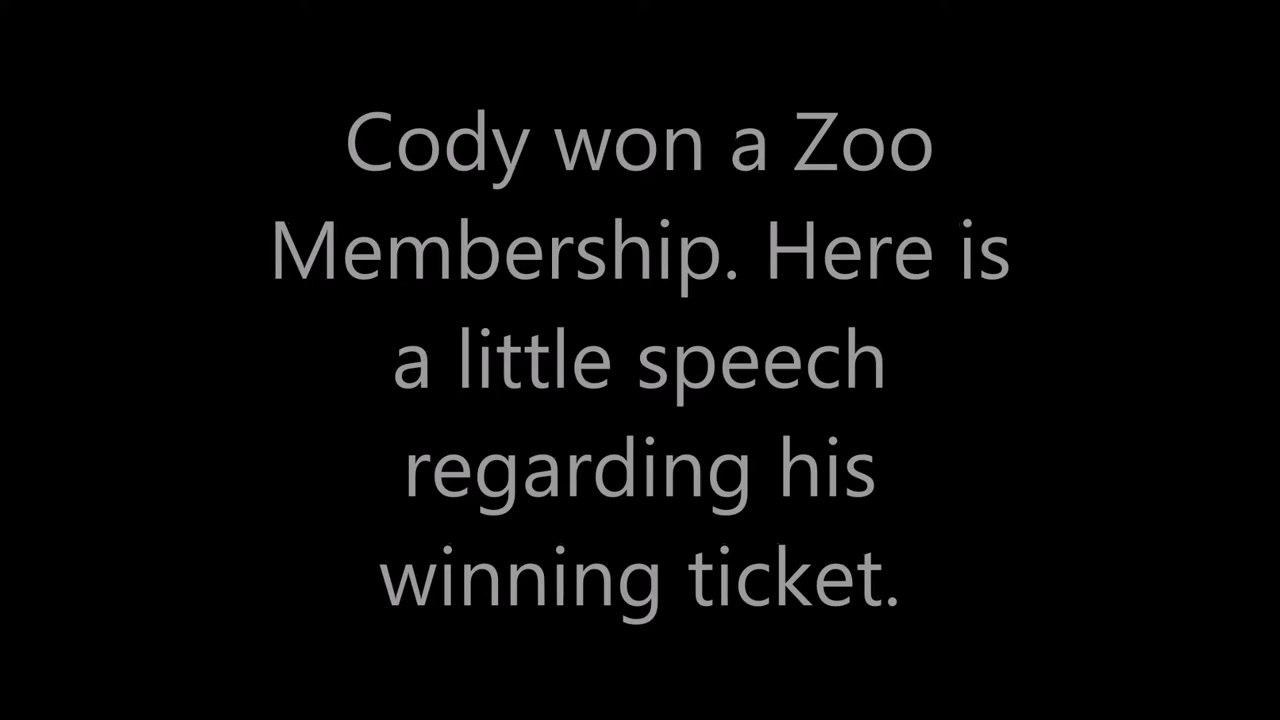 Cody won a Zoo
Membership. Here is
a little speech
regarding his
winning ticket.